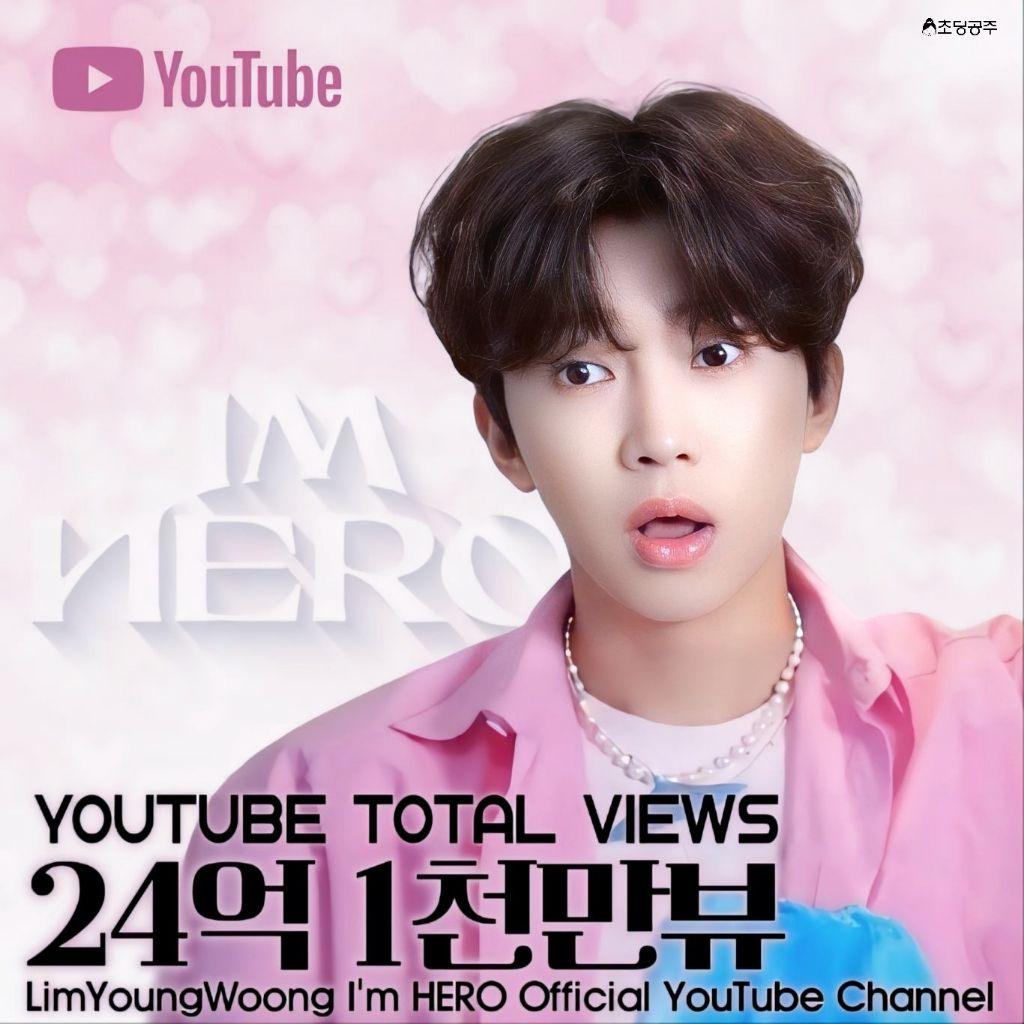 초딩공주
YouTube
IM
HERO
YOUTUBE TOTAL VIEWS
24억 1천만뷰
LimYoungWoong I'm HERO Official YouTube Channel